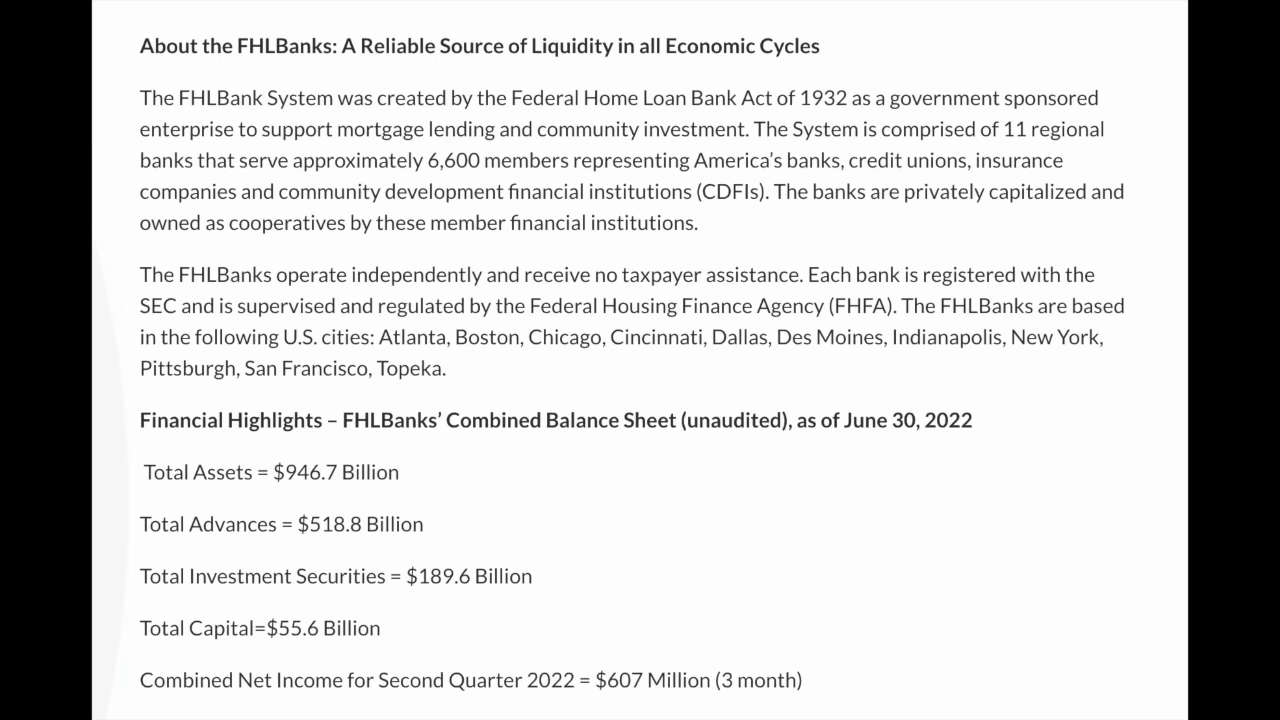 About the FHLBanks: A Reliable Source of Liquidity in all Economic Cycles
The FHLBank System was created by the Federal Home Loan Bank Act of 1932 as a government sponsored
enterprise to support mortgage lending and community investment. The System is comprised of 11 regional
banks that serve approximately 6,600 members representing America’s banks, credit unions, insurance
companies and community development financial institutions (CDFIs). The banks are privately capitalized and
owned as cooperatives by these member financial institutions.
The FHLBanks operate independently and receive no taxpayer assistance. Each bank is registered with the
SEC and is supervised and regulated by the Federal Housing Finance Agency (FHFA). The FHLBanks are based
in the following U.S. cities: Atlanta, Boston, Chicago, Cincinnati, Dallas, Des Moines, Indianapolis, New York,
Pittsburgh, San Francisco, Topeka.
Financial Highlights – FHLBanks’ Combined Balance Sheet (unaudited), as of June 30, 2022
Total Assets = $946.7 Billion
Total Advances = $518.8 Billion
Total Investment Securities = $189.6 Billion
Total Capital=$55.6 Billion
Combined Net Income for Second Quarter 2022 = $607 Million (3 month)